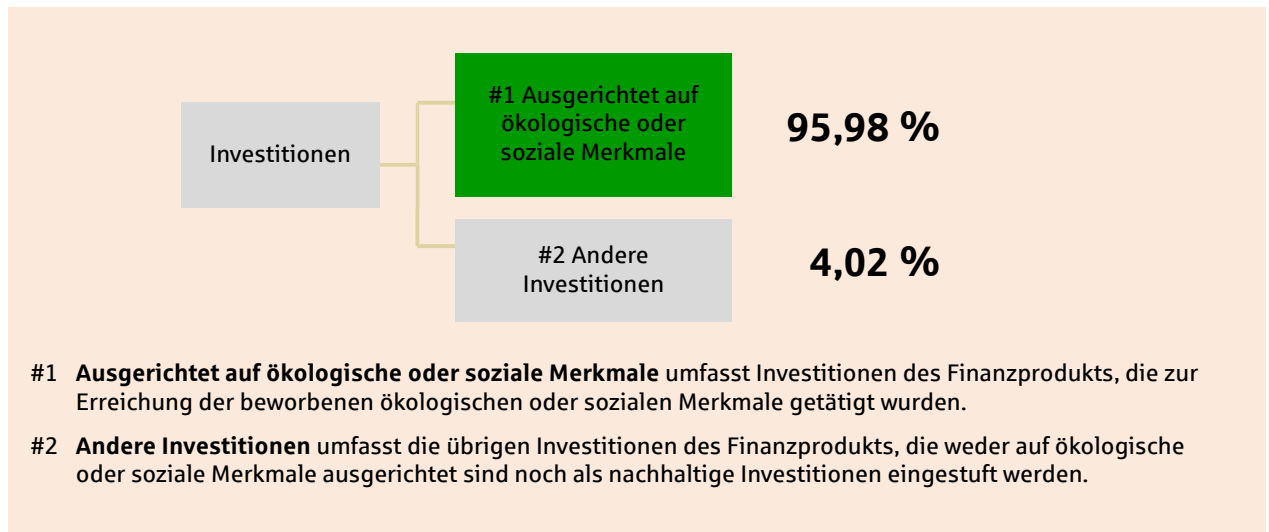 Investitionen
#1 Ausgerichtet auf
ökologische oder
soziale Merkmale
95,98 %
#2 Andere
Investitionen
4,02 %
#1 Ausgerichtet auf ökologische oder soziale Merkmale umfasst Investitionen des Finanzprodukts, die zur
Erreichung der beworbenen ökologischen oder sozialen Merkmale getätigt wurden.
#2 Andere Investitionen umfasst die übrigen Investitionen des Finanzprodukts, die weder auf ökologische
oder soziale Merkmale ausgerichtet sind noch als nachhaltige Investitionen eingestuft werden.